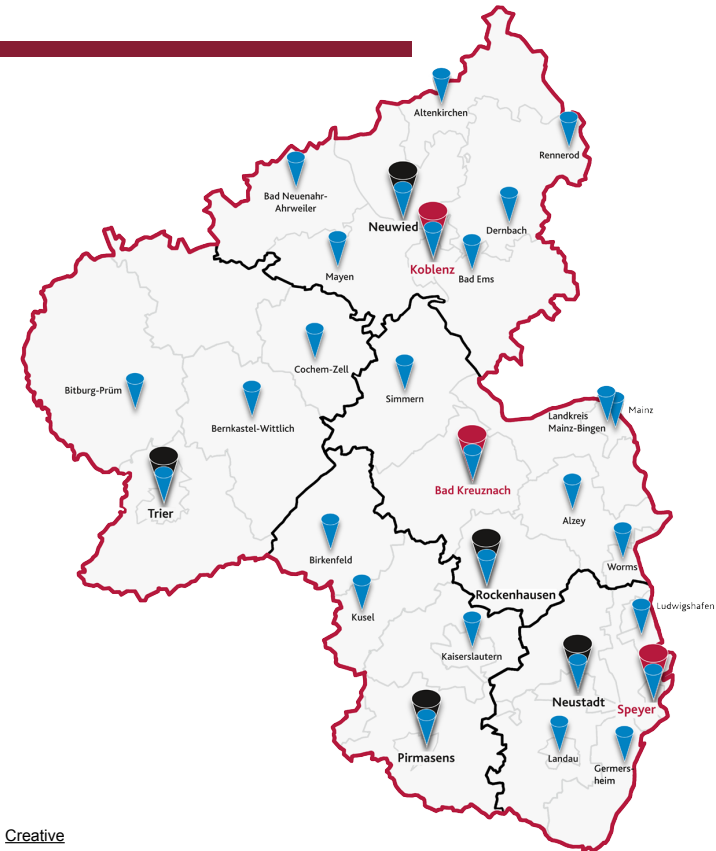 Altenkirchen
Rennerod
Bad Neuenahr-
Ahrweiler
Neuwied
Dernbach
Koblenz
Mayen
Bad Ems
Cochem-Zell
Bitburg-Prüm
Simmern
Bernkastel-Wittlich
Landkreis
Mainz-Bingen
Mainz
Bad Kreuznach
Trier
Alzey
Birkenfeld
Worms
Rockenhausen
Kusel
Ludwigshafen
Kaiserslautern
Neustadt
Speyer
Pirmasens
Landau
Germers-
heim
Creative